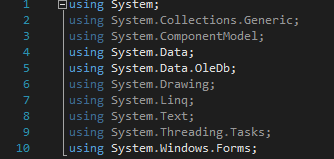 1 using System;
2 using System.Collections.Generic;
3 using System.ComponentModel;
4 using System.Data;
5 using System.Data.OleDb;
6 using System.Drawing;
7 using System.Linq;
8 using System.Text;
9 using System.Threading.Tasks;
10 using System.Windows.Forms;